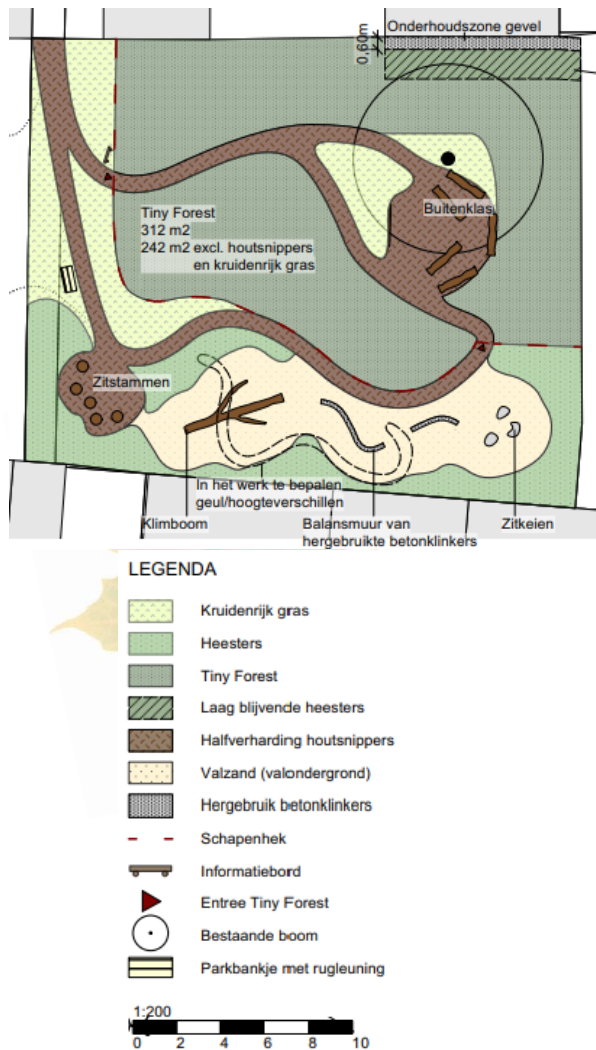 Onderhoudszone gevel
0,60m
Buitenklas
Tiny Forest
312 m2
242 m2 excl. houtsnippers
en kruidenrijk gras
Zitstammen
In het werk te bepalen
geul/hoogteverschillen
Klimboom
Balansmuur van
hergebruikte betonklinkers
Zitkeien
LEGENDA
Kruidenrijk gras
Heesters
Tiny Forest
Laag blijvende heesters
Halfverharding houtsnippers
Valzand (valondergrond)
Hergebruik betonklinkers
Schapenhek
Informatiebord
Entree Tiny Forest
Bestaande boom
Parkbankje met rugleuning
1:200
0 2 4 6 8 10